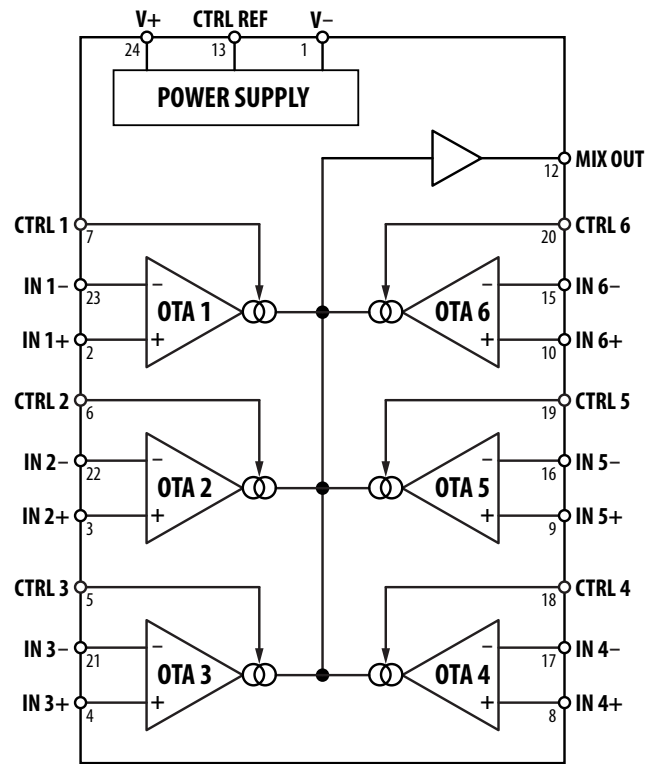 V+ CTRL REF V−
24 13 1
POWER SUPPLY
MIX OUT
12
CTRL 1
7
CTRL 6
20
IN 1−
23
−
OTA 1
IN 1+
2
+
IN 6−
15
−
OTA 6
IN 6+
10
+
CTRL 2
6
CTRL 5
19
IN 2−
22
−
OTA 2
IN 2+
3
+
IN 5−
16
−
OTA 5
IN 5+
9
+
CTRL 3
5
CTRL 4
18
IN 3−
21
−
OTA 3
IN 3+
4
+
IN 4−
17
−
OTA 4
IN 4+
8
+